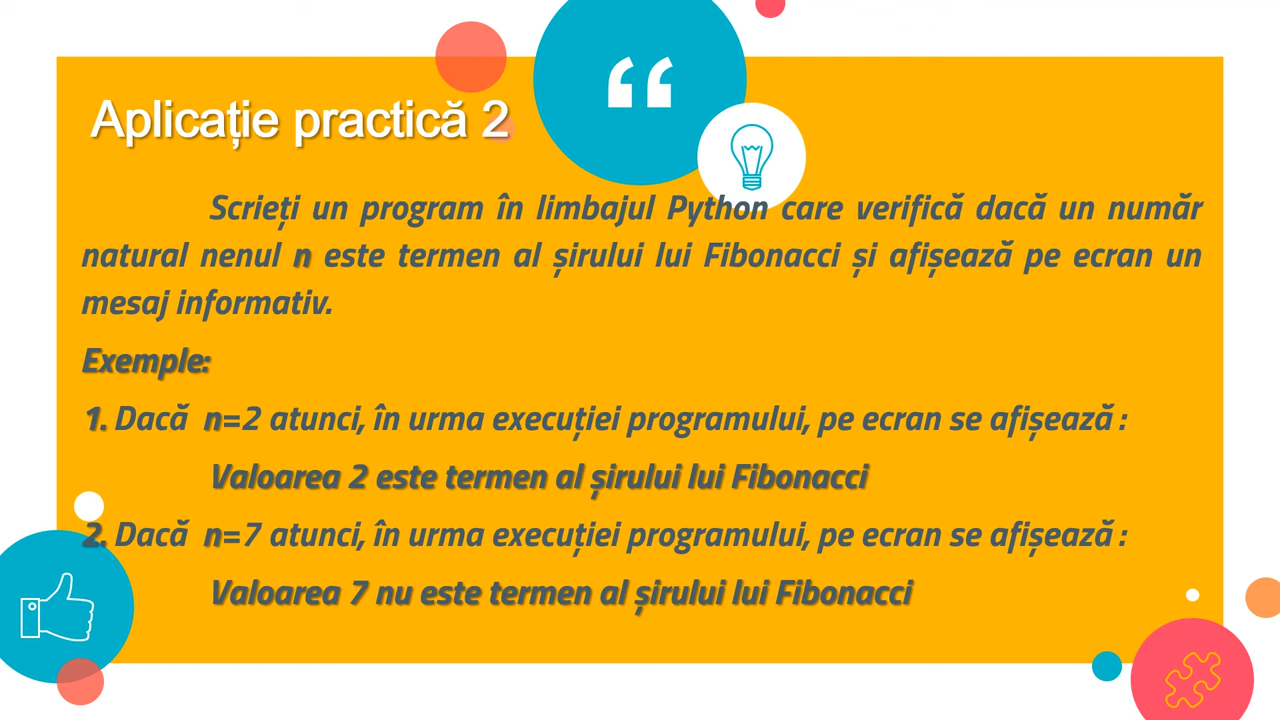 Aplicație practică 2
Scrieți un program în limbajul Python care verifică dacă un număr
natural nenul n este termen al șirului lui Fibonacci și afișează pe ecran un
mesaj informativ.
Exemple:
1. Dacă n=2 atunci, în urma execuției programului, pe ecran se afișează :
Valoarea 2 este termen al șirului lui Fibonacci
2. Dacă n=7 atunci, în urma execuției programului, pe ecran se afișează :
Valoarea 7 nu este termen al șirului lui Fibonacci